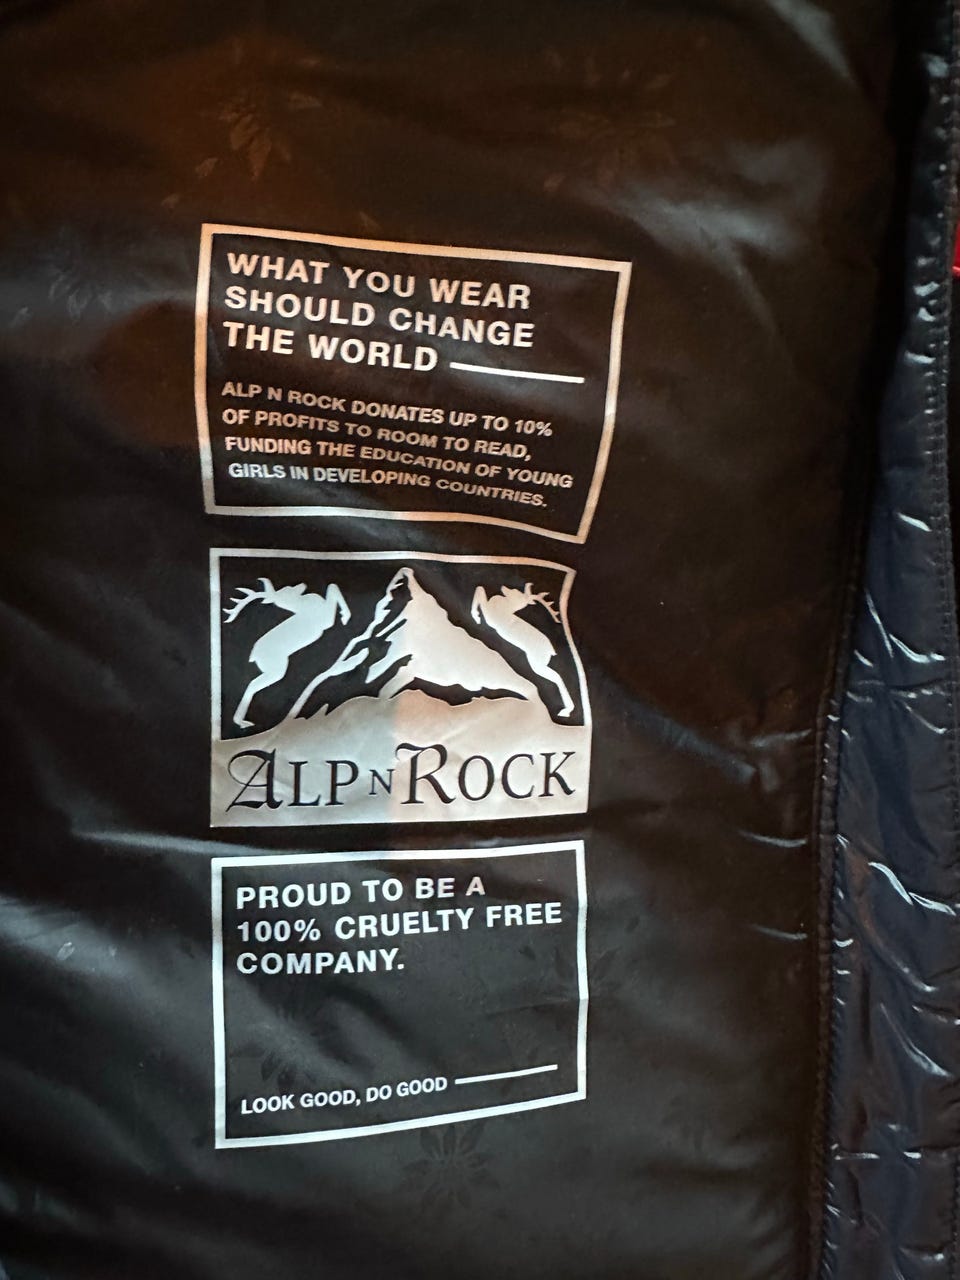 WHAT YOU WEAR
SHOULD CHANGE
THE WORLD
ALP N ROCK DONATES UP TO 10%
OF PROFITS TO ROOM TO READ,
FUNDING THE EDUCATION OF YOUNG
GIRLS IN DEVELOPING COUNTRIES.
ALP N ROCK
PROUD TO BE A
100% CRUELTY FREE
COMPANY.
LOOK GOOD, DO GOOD